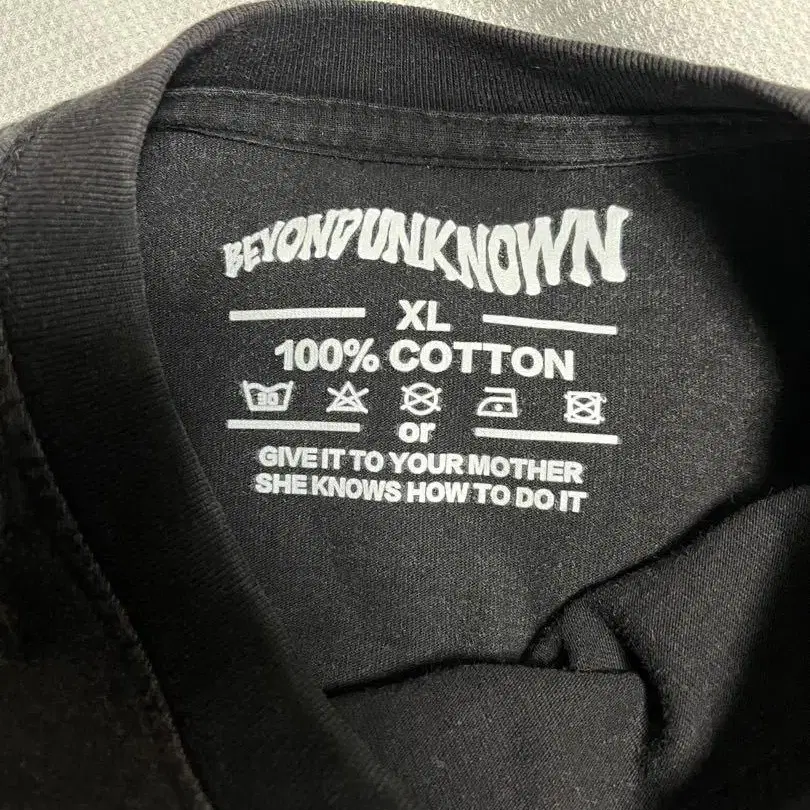 BEYONDUNKNOWN
XL
100% COTTON
30
or
GIVE IT TO YOUR MOTHER
SHE KNOWS HOW TO DO IT